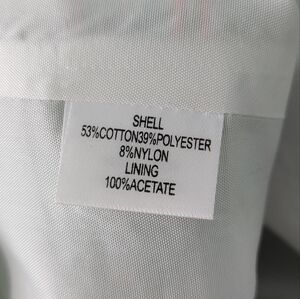 SHELL
53%COTTON39%POLYESTER
8%NYLON
LINING
100%ACETATE